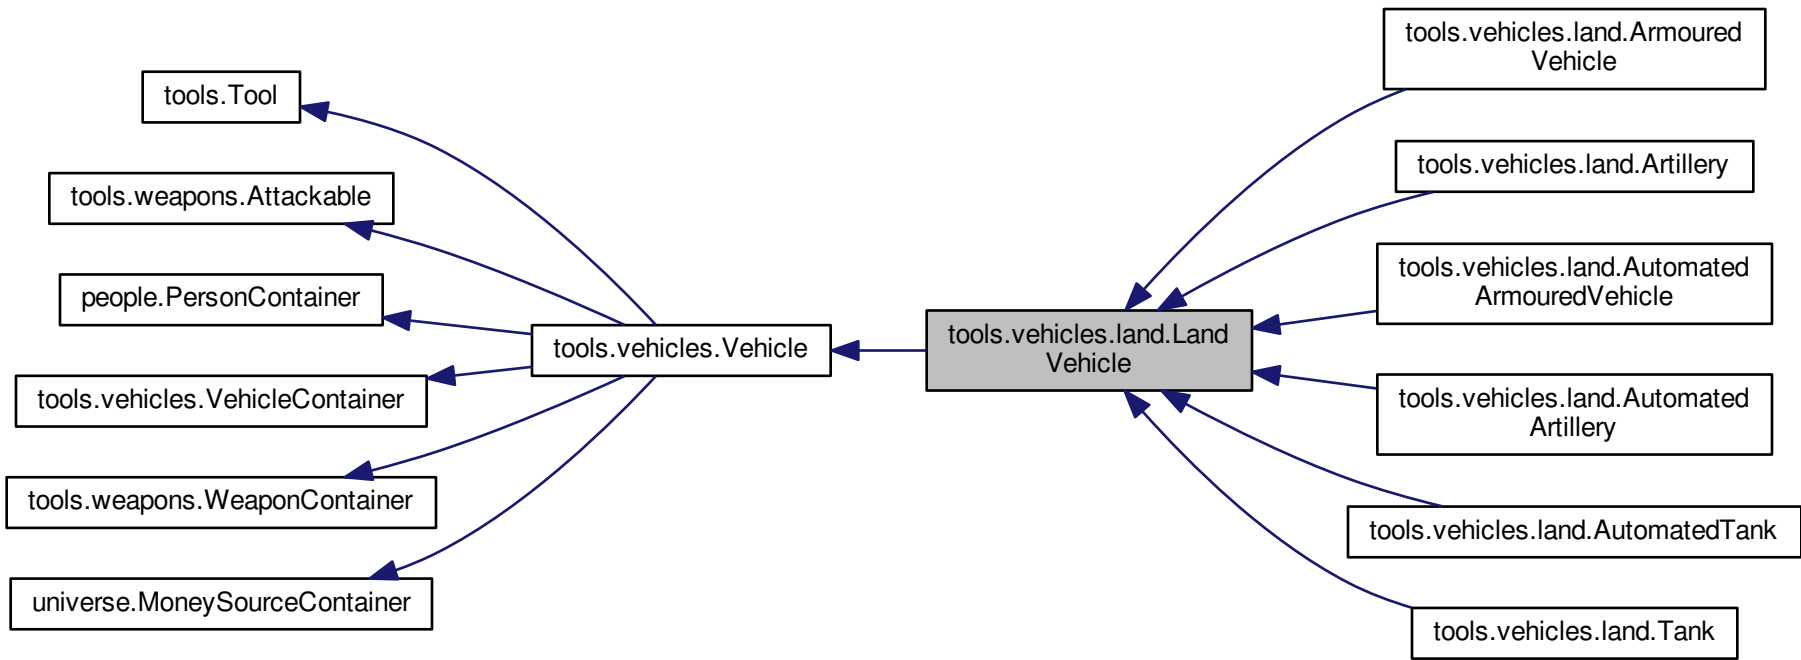 tools.Tool
tools.weapons.Attackable
people.PersonContainer
tools.vehicles.VehicleContainer
tools.weapons.WeaponContainer
universe.MoneySourceContainer
tools.vehicles.Vehicle
tools.vehicles.land.Land
Vehicle
tools.vehicles.land.Armoured
Vehicle
tools.vehicles.land.Artillery
tools.vehicles.land.Automated
ArmouredVehicle
tools.vehicles.land.Automated
Artillery
tools.vehicles.land.AutomatedTank
tools.vehicles.land.Tank